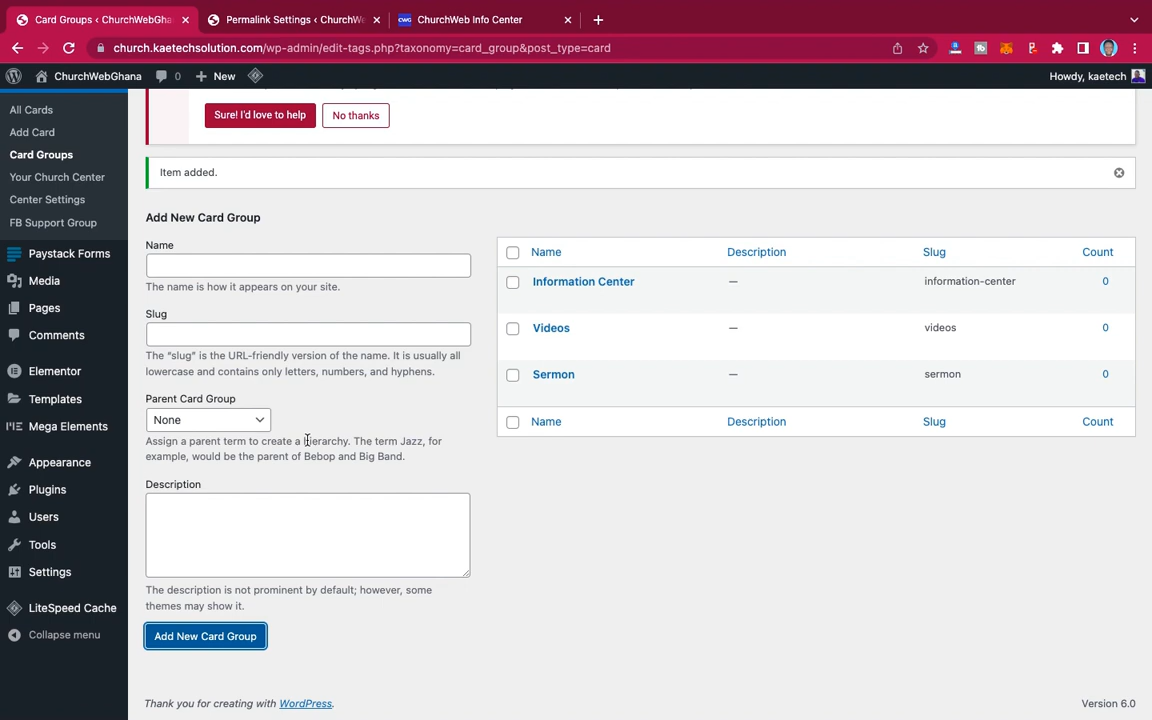 Card Groups ‹ ChurchWebGha
Permalink Settings ‹ ChurchW
CWG ChurchWeb Info Center
church.kaetechsolution.com/wp-admin/edit-tags.php?taxonomy=card_group&post_type=card
ChurchWebGhana 0 New
Howdy, kaetech
All Cards
Add Card
Card Groups
Your Church Center
Center Settings
FB Support Group
Paystack Forms
Media
Pages
Comments
Elementor
Templates
Mega Elements
Appearance
Plugins
Users
Tools
Settings
LiteSpeed Cache
Collapse menu
Sure! I'd love to help No thanks
Item added.
Add New Card Group
Name
The name is how it appears on your site.
Slug
The “slug” is the URL-friendly version of the name. It is usually all
lowercase and contains only letters, numbers, and hyphens.
Parent Card Group
None
Assign a parent term to create a hierarchy. The term Jazz, for
example, would be the parent of Bebop and Big Band.
Description
The description is not prominent by default; however, some
themes may show it.
Add New Card Group
Name Description Slug Count
Information Center — information-center 0
Videos — videos 0
Sermon — sermon 0
Name Description Slug Count
Thank you for creating with WordPress.
Version 6.0